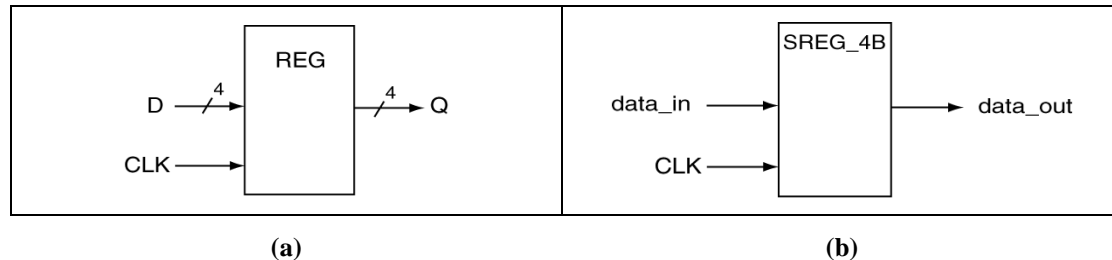 REG
4
4
D
Q
CLK
SREG_4B
data_in
data_out
CLK
(a)
(b)